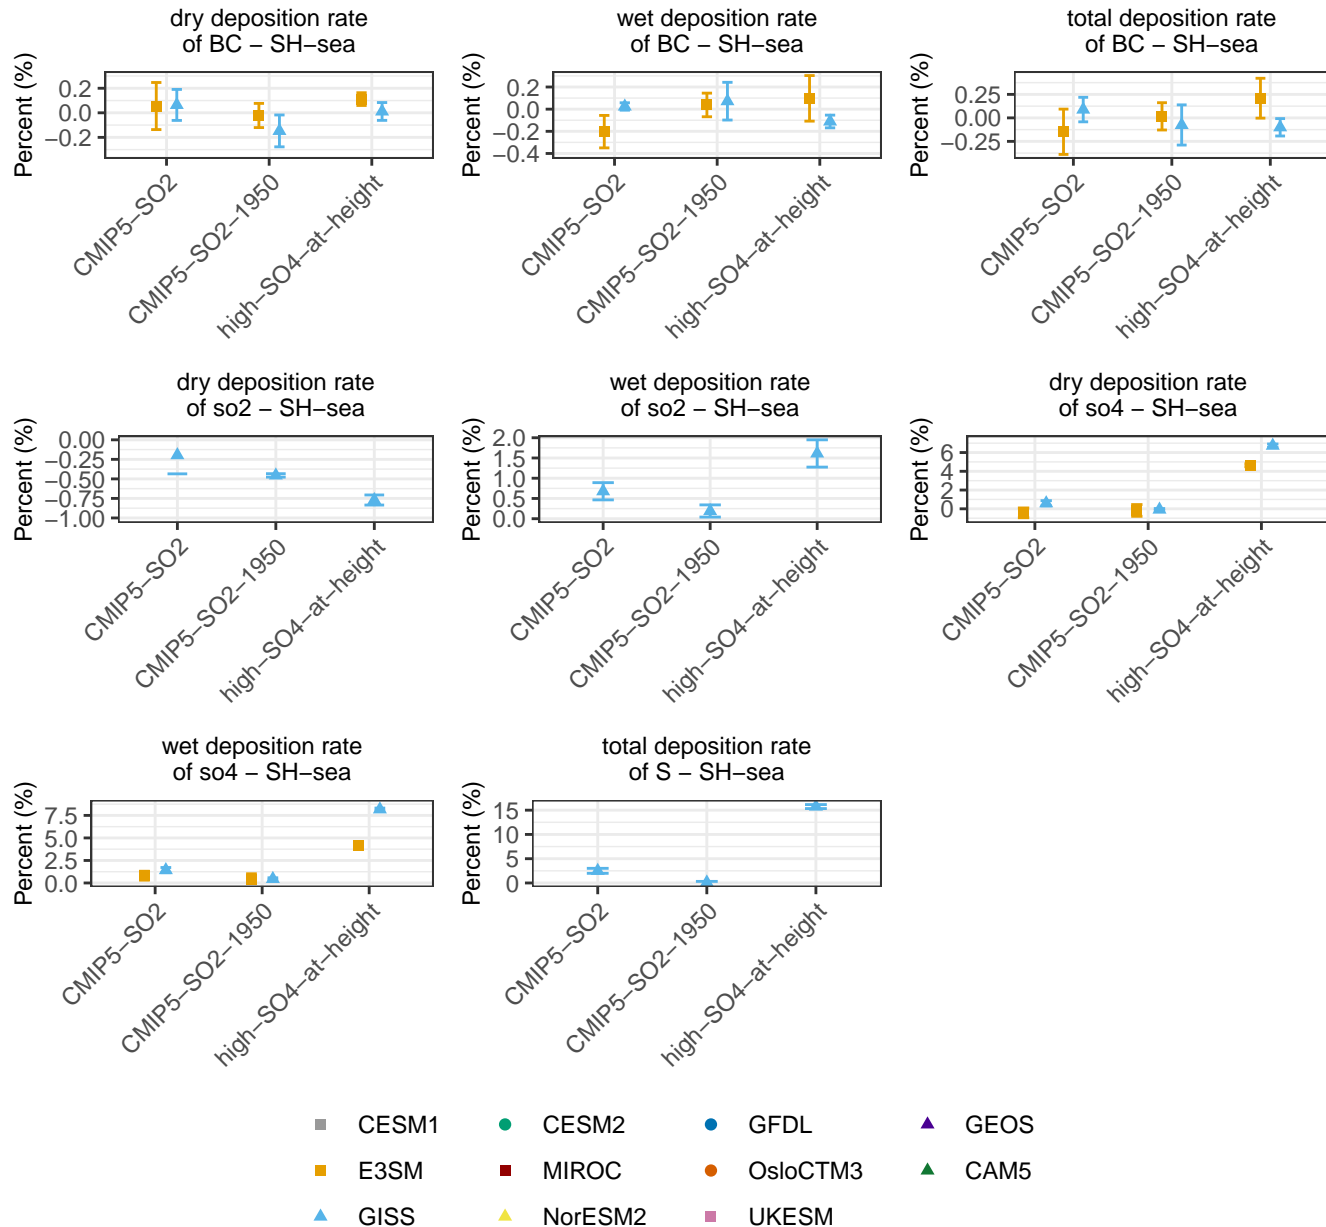 dry deposition rate
of BC − SH−sea
wet deposition rate
of BC − SH−sea
total deposition rate
of BC − SH−sea
Percent (%)
0.2
0.0
−0.2
CMIP5−SO2
CMIP5−SO2−1950
high−SO4−at−height
Percent (%)
0.2
0.0
−0.2
−0.4
CMIP5−SO2
CMIP5−SO2−1950
high−SO4−at−height
Percent (%)
0.25
0.00
−0.25
CMIP5−SO2
CMIP5−SO2−1950
high−SO4−at−height
dry deposition rate
of so2 − SH−sea
wet deposition rate
of so2 − SH−sea
dry deposition rate
of so4 − SH−sea
Percent (%)
0.00
−0.25
−0.50
−0.75
−1.00
CMIP5−SO2
CMIP5−SO2−1950
high−SO4−at−height
Percent (%)
2.0
1.5
1.0
0.5
0.0
CMIP5−SO2
CMIP5−SO2−1950
high−SO4−at−height
Percent (%)
6
4
2
0
CMIP5−SO2
CMIP5−SO2−1950
high−SO4−at−height
wet deposition rate
of so4 − SH−sea
total deposition rate
of S − SH−sea
Percent (%)
7.5
5.0
2.5
0.0
CMIP5−SO2
CMIP5−SO2−1950
high−SO4−at−height
Percent (%)
15
10
5
0
CMIP5−SO2
CMIP5−SO2−1950
high−SO4−at−height
CESM1 CESM2 GFDL GEOS
E3SM MIROC OsloCTM3 CAM5
GISS NorESM2 UKESM